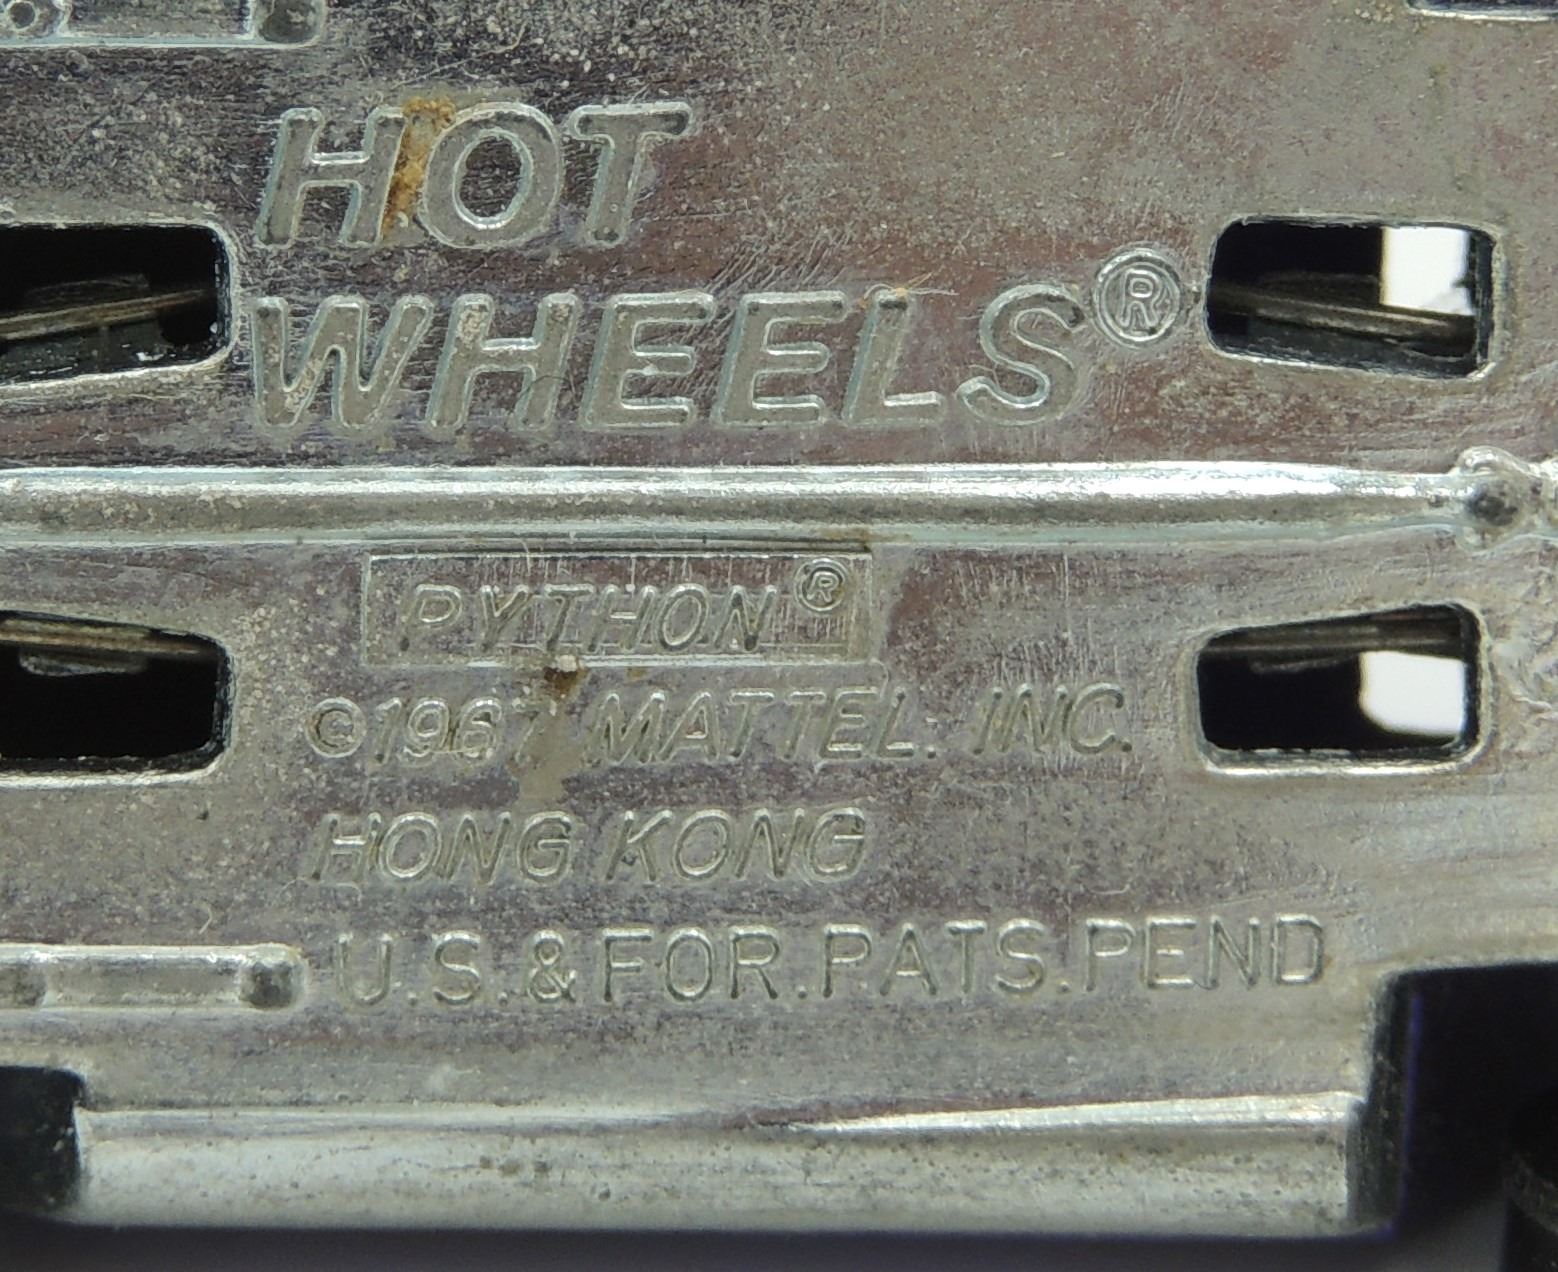 HOT
WHEELS®
PYTHON®
©1967 MATTEL. INC.
HONG KONG
U.S.&FOR.PATS.PEND